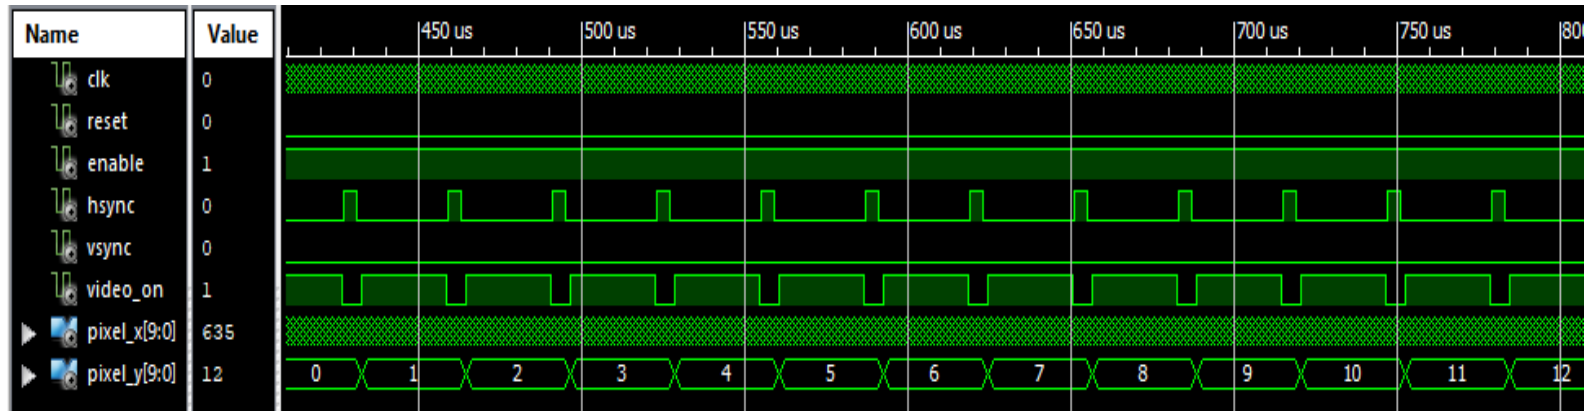 Name Value 450 us 500 us 550 us 600 us 650 us 700 us 750 us 800
clk 0
reset 0
enable 1
hsync 0
vsync 0
video_on 1
pixel_x[9:0] 635
pixel_y[9:0] 12 0 1 2 3 4 5 6 7 8 9 10 11 12